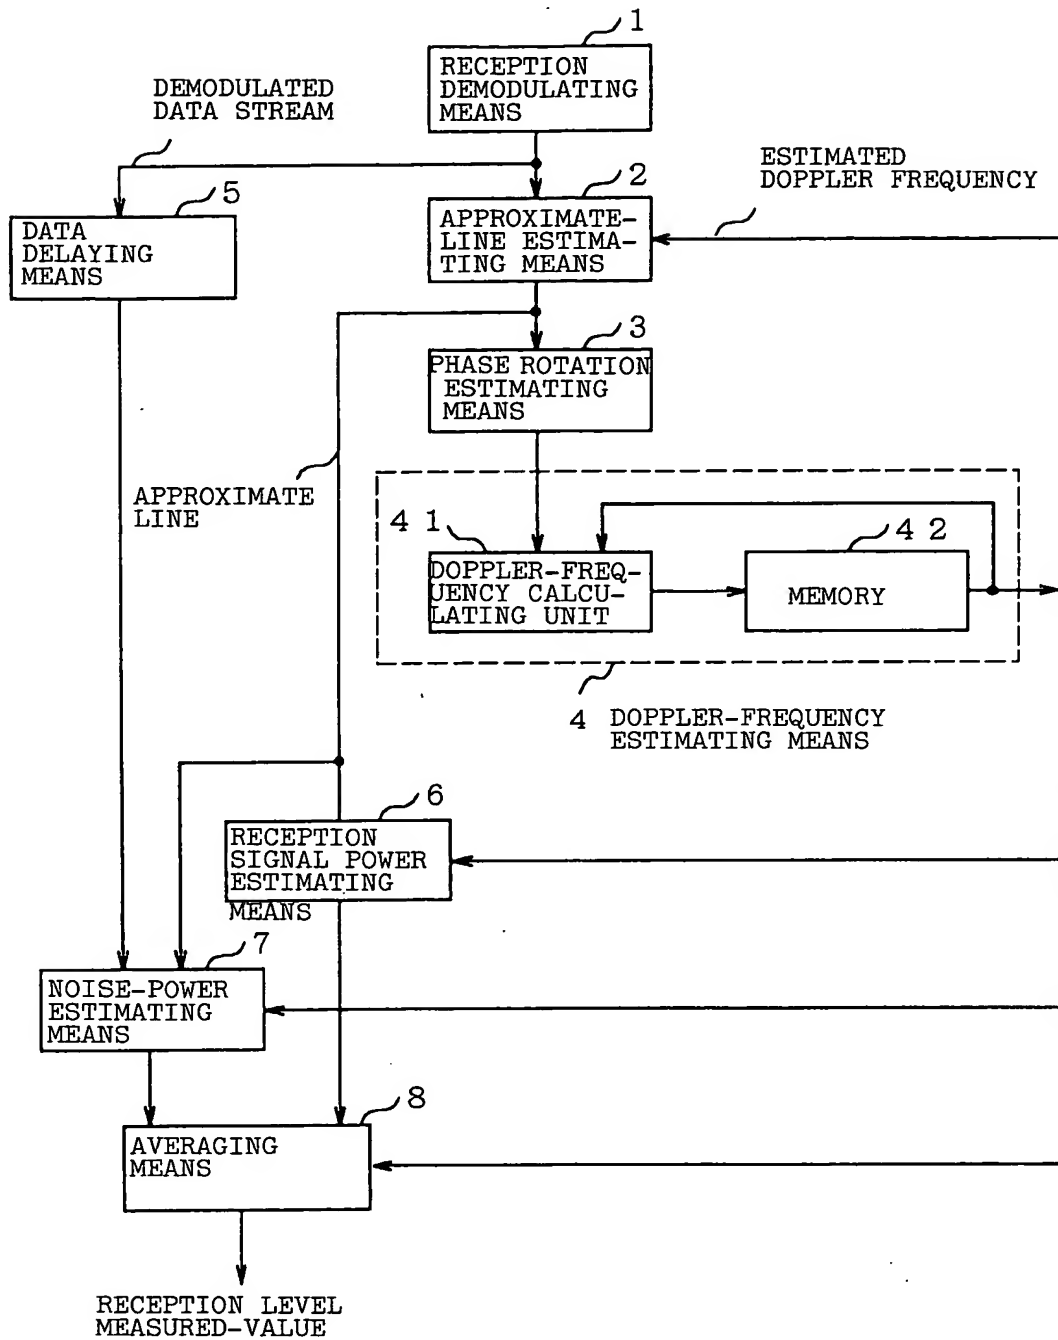 1
RECEPTION
DEMODULATING
MEANS
DEMODULATED
DATA STREAM
ESTIMATED
DOPPLER FREQUENCY
5
DATA
DELAYING
MEANS
2
APPROXIMATE-
LINE ESTIMA-
TING MEANS
3
PHASE ROTATION
ESTIMATING
MEANS
APPROXIMATE
LINE
4 1
DOPPLER-FREQ-
UENCY CALCU-
LATING UNIT
4 2
MEMORY
4 DOPPLER-FREQUENCY
ESTIMATING MEANS
6
RECEPTION
SIGNAL POWER
ESTIMATING
MEANS
7
NOISE-POWER
ESTIMATING
MEANS
8
AVERAGING
MEANS
RECEPTION LEVEL
MEASURED-VALUE